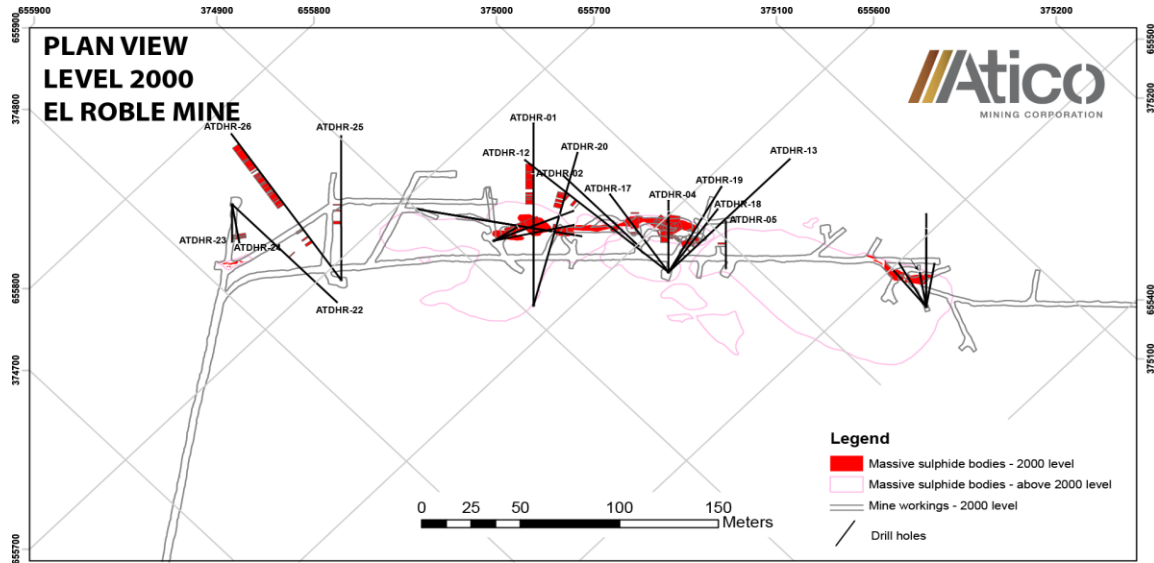 655900 374900 655800 375000 655700 375100 655600 375200
655900
374800
655800
374700
655700
655500
375200
655400
375100
PLAN VIEW
LEVEL 2000
EL ROBLE MINE
Atico
MINING CORPORATION
ATDHR-26
ATDHR-25
ATDHR-01
ATDHR-12
ATDHR-20
ATDHR-02
ATDHR-17
ATDHR-04
ATDHR-19
ATDHR-13
ATDHR-18
ATDHR-05
ATDHR-23
ATDHR-24
ATDHR-22
Legend
Massive sulphide bodies - 2000 level
Massive sulphide bodies - above 2000 level
Mine workings - 2000 level
Drill holes
0 25 50 100 150
Meters